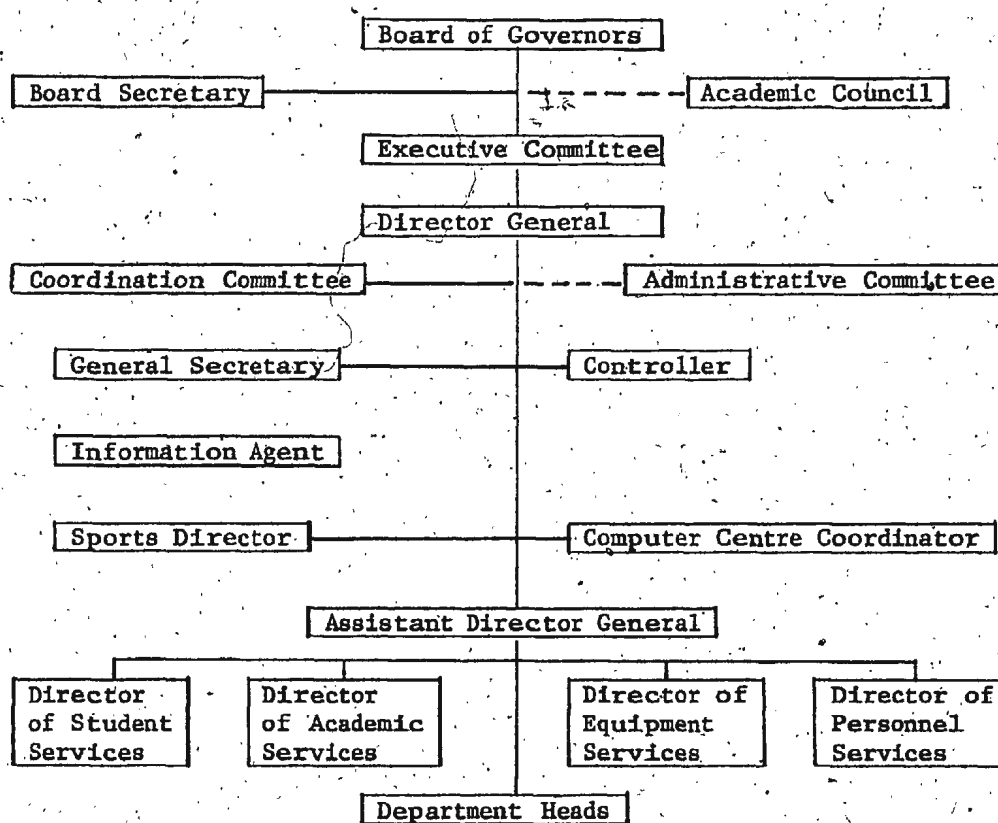 Board of Governors
Board Secretary
Academic Council
Executive Committee
Director General
Coordination Committee
Administrative Committee
General Secretary
Controller
Information Agent
Sports Director
Computer Centre Coordinator
Assistant Director General
Director
of Student
Services
Director
of Academic
Services
Director of
Equipment
Services
Director of
Personnel
Services
Department Heads